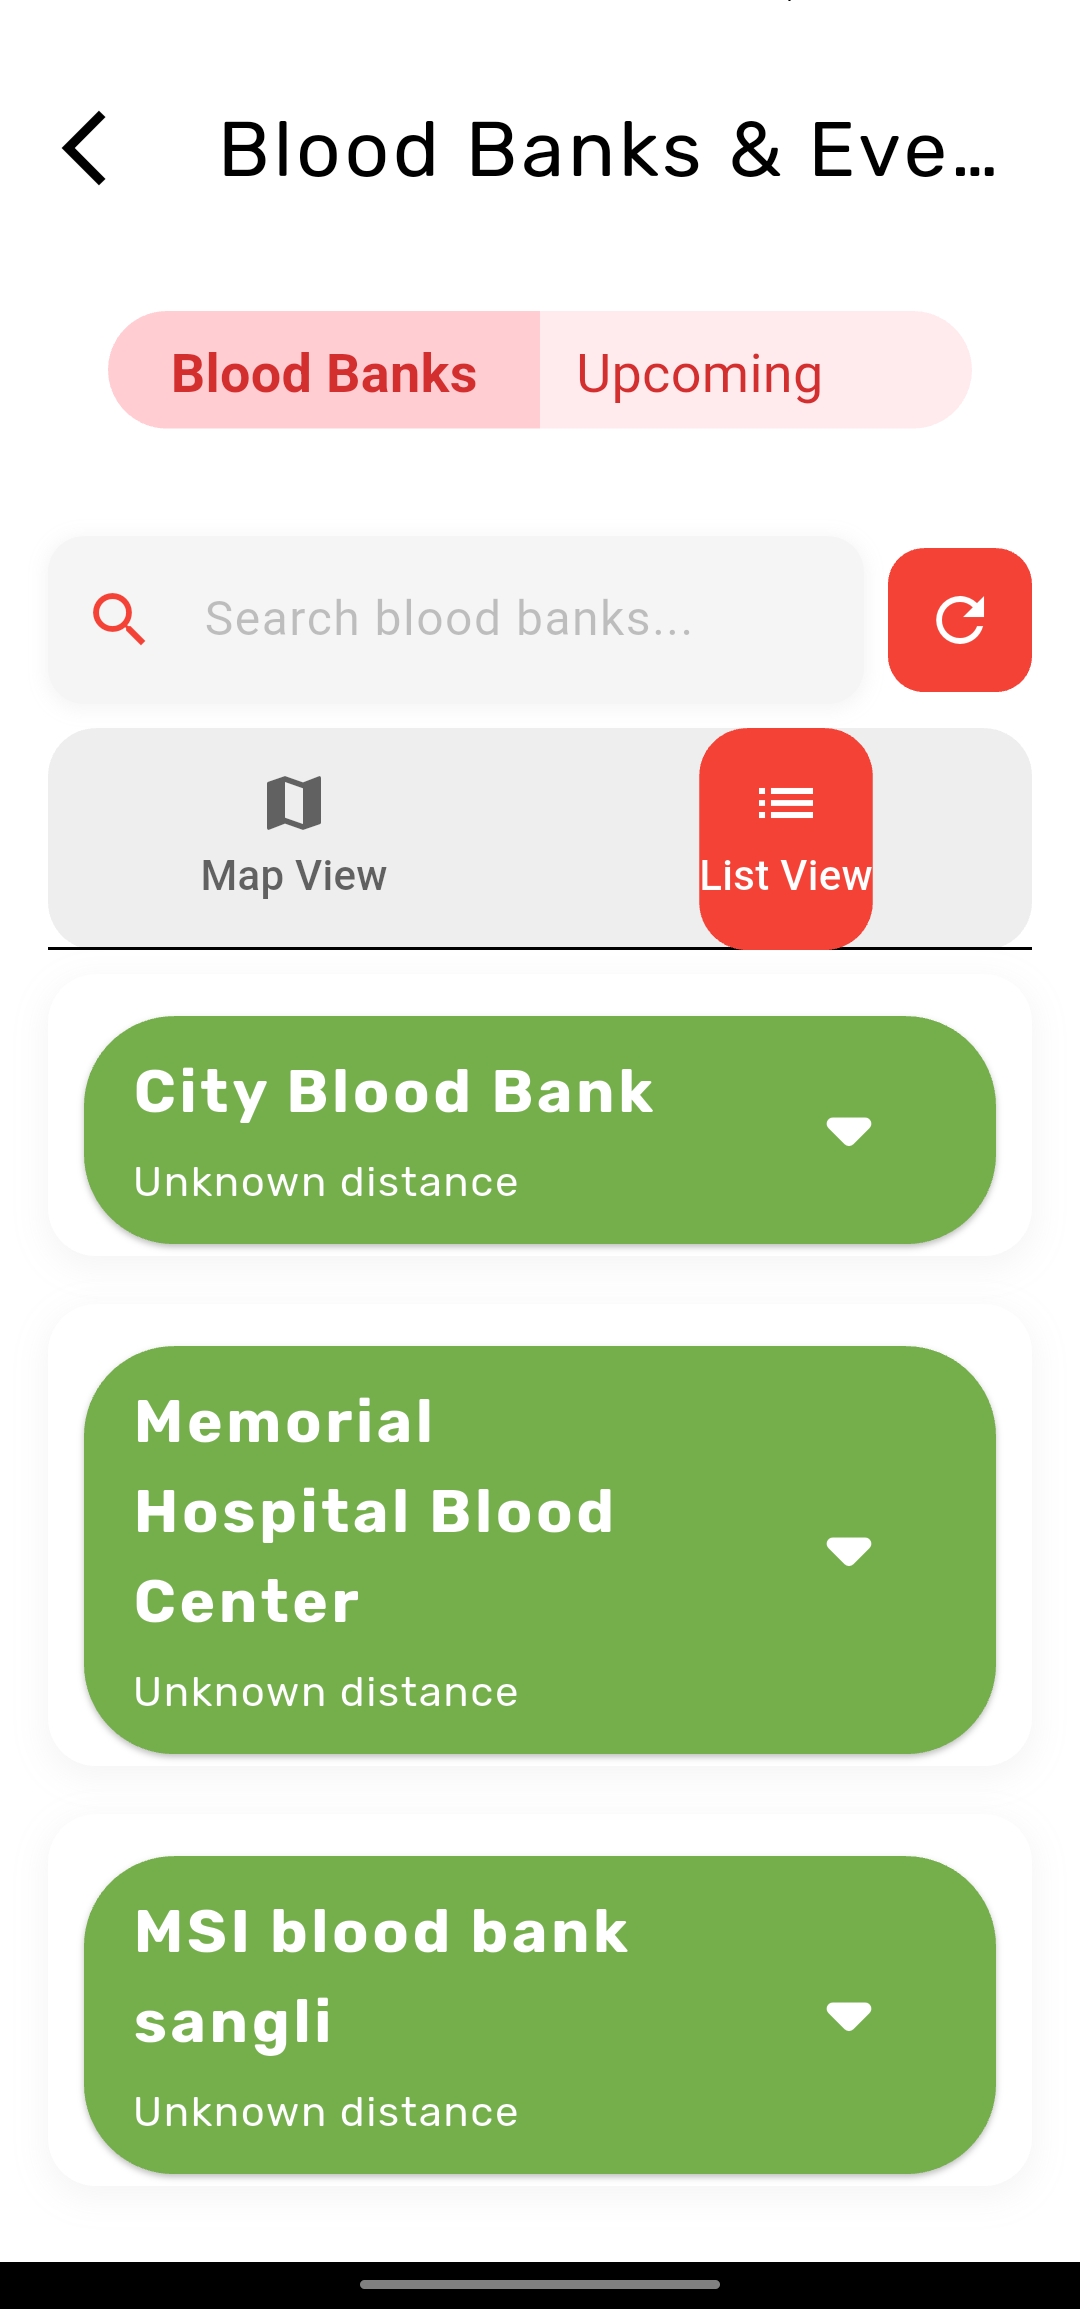 Blood Banks & Eve...
Blood Banks
Upcoming
Search blood banks...
Map View
List View
City Blood Bank
Unknown distance
Memorial
Hospital Blood
Center
Unknown distance
MSI blood bank
sangli
Unknown distance